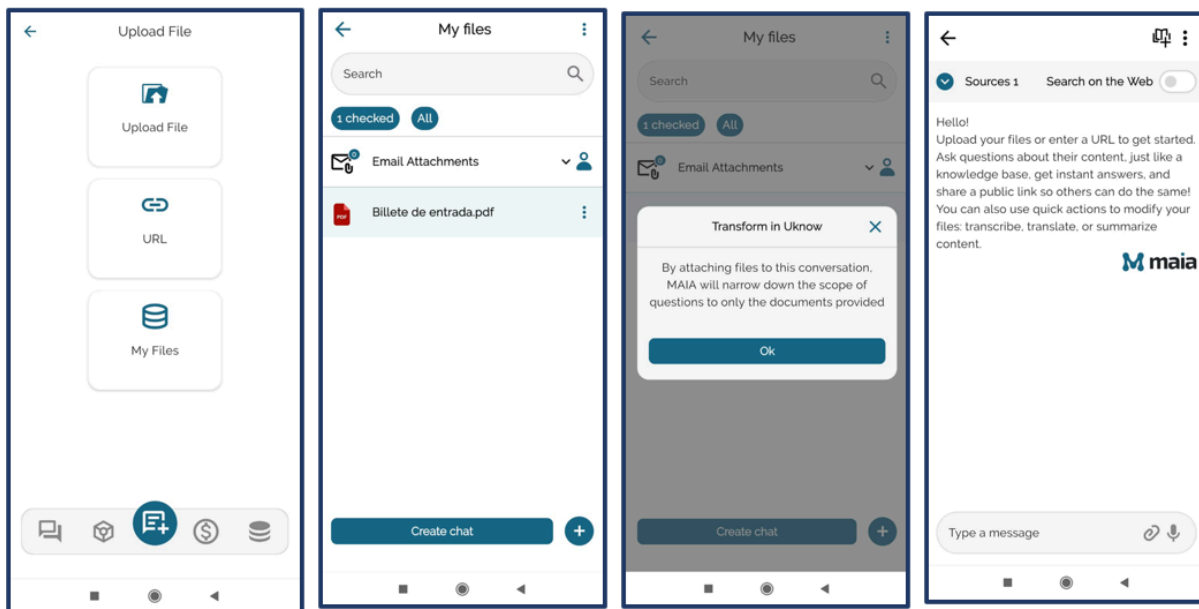 Upload File
Upload File
URL
My Files
My files
Search
1 checked
All
0
Email Attachments
PDF
Billete de entrada.pdf
Create chat
My files
Search
1 checked
All
0
Email Attachments
Transform in Uknow
By attaching files to this conversation,
MAIA will narrow down the scope of
questions to only the documents provided
Ok
Create chat
Sources 1
Search on the Web
Hello!
Upload your files or enter a URL to get started.
Ask questions about their content, just like a
knowledge base, get instant answers, and
share a public link so others can do the same!
You can also use quick actions to modify your
files: transcribe, translate, or summarize
content.
maia
Type a message